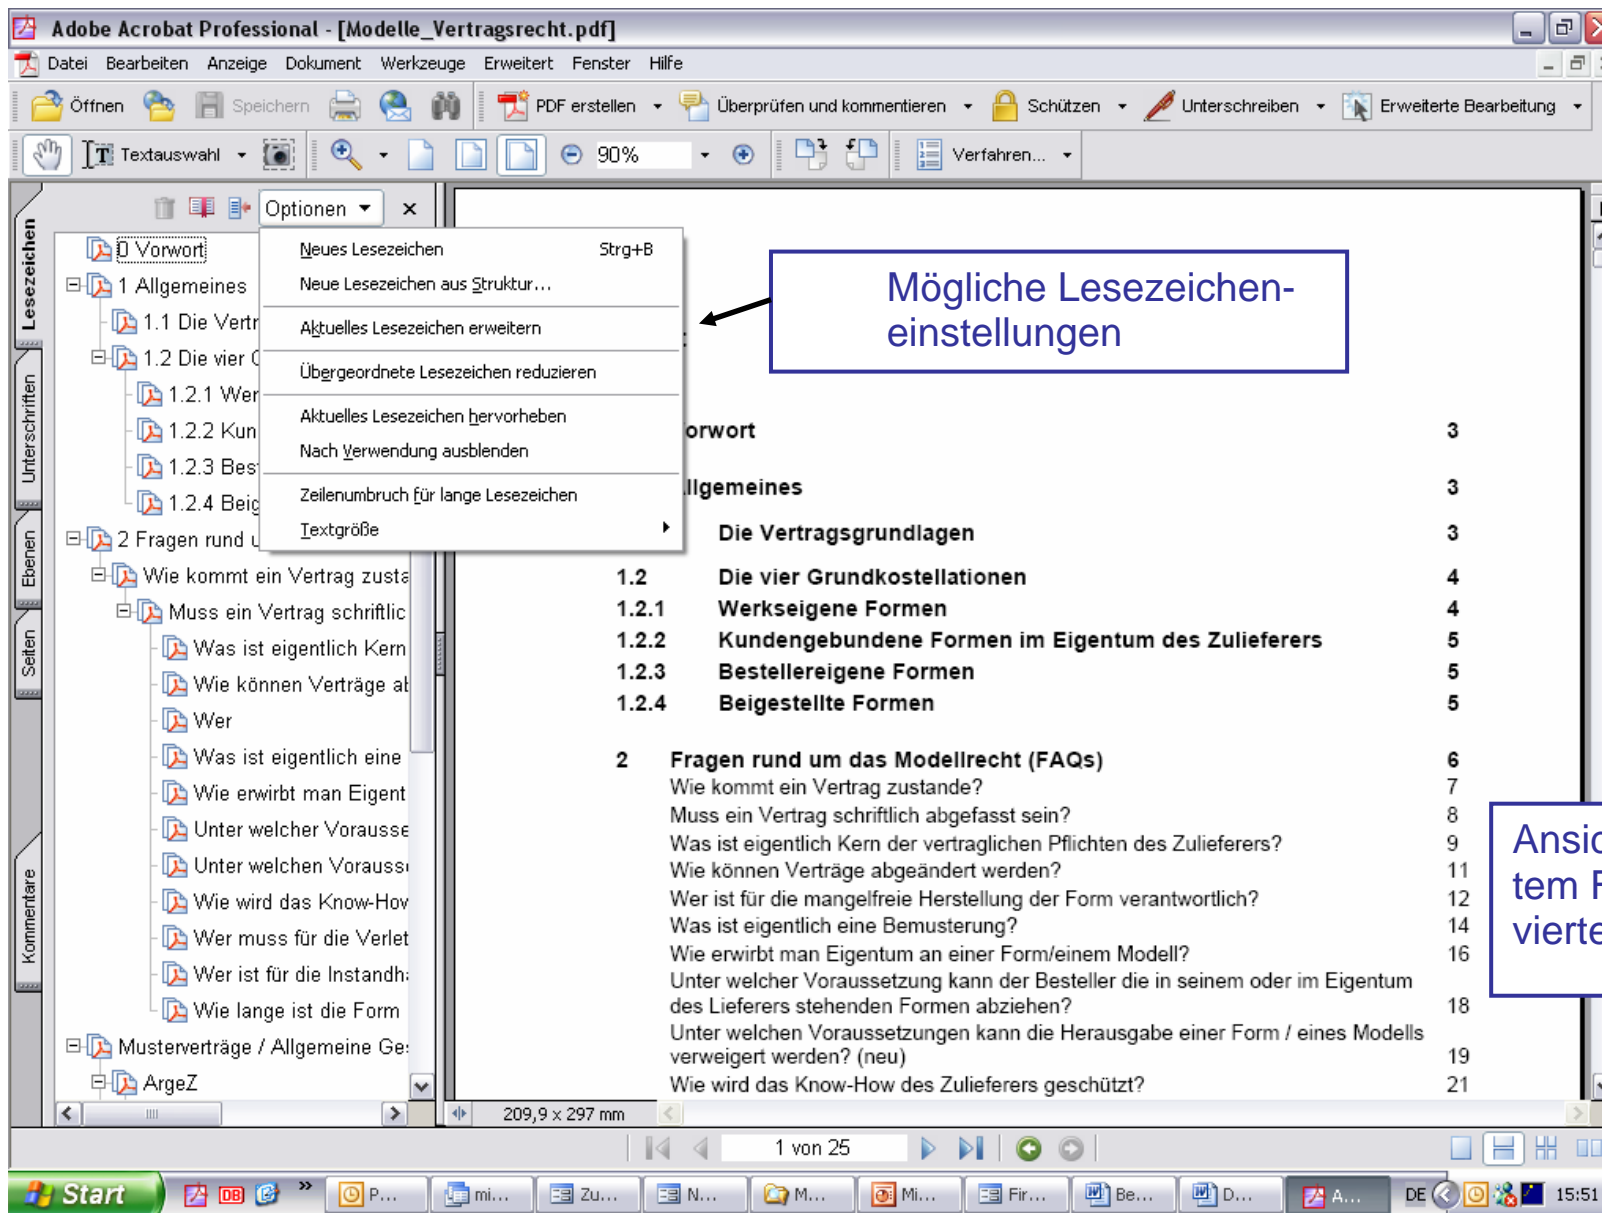 Adobe Acrobat Professional - [Modelle_Vertragsrecht.pdf]
Datei Bearbeiten Anzeige Dokument Werkzeuge Erweitert Fenster Hilfe
Öffnen Speichern PDF erstellen Überprüfen und kommentieren Schützen Unterschreiben Erweiterte Bearbeitung
Textauswahl 90% Verfahren...
Optionen
Lesezeichen
Unterschriften
Ebenen
Seiten
Kommentare
0 Vorwort
1 Allgemeines
1.1 Die Vertr
1.2 Die vier G
1.2.1 Wer
1.2.2 Kun
1.2.3 Bes
1.2.4 Beig
2 Fragen rund u
Wie kommt ein Vertrag zusta
Muss ein Vertrag schriftlic
Was ist eigentlich Kern
Wie können Verträge ab
Wer
Was ist eigentlich eine
Wie erwirbt man Eigent
Unter welcher Vorausse
Unter welchen Vorausse
Wie wird das Know-How
Wer muss für die Verlet
Wer ist für die Instandha
Wie lange ist die Form
Musterverträge / Allgemeine Ge
ArgeZ
Neues Lesezeichen Strg+B
Neue Lesezeichen aus Struktur...
Aktuelles Lesezeichen erweitern
Übergeordnete Lesezeichen reduzieren
Aktuelles Lesezeichen hervorheben
Nach Verwendung ausblenden
Zeilenumbruch für lange Lesezeichen
Textgröße
Mögliche Lesezeichen-
einstellungen
orwort 3
llgemeines 3
Die Vertragsgrundlagen 3
1.2 Die vier Grundkostellationen 4
1.2.1 Werkseigene Formen 4
1.2.2 Kundengebundene Formen im Eigentum des Zulieferers 5
1.2.3 Bestellereigene Formen 5
1.2.4 Beigestellte Formen 5
2 Fragen rund um das Modellrecht (FAQs) 6
Wie kommt ein Vertrag zustande? 7
Muss ein Vertrag schriftlich abgefasst sein? 8
Was ist eigentlich Kern der vertraglichen Pflichten des Zulieferers? 9
Wie können Verträge abgeändert werden? 11
Wer ist für die mangelfreie Herstellung der Form verantwortlich? 12
Was ist eigentlich eine Bemusterung? 14
Wie erwirbt man Eigentum an einer Form/einem Modell? 16
Unter welcher Voraussetzung kann der Besteller die in seinem oder im Eigentum
des Lieferers stehenden Formen abziehen? 18
Unter welchen Voraussetzungen kann die Herausgabe einer Form / eines Modells
verweigert werden? (neu) 19
Wie wird das Know-How des Zulieferers geschützt? 21
Ansic
tem F
vierte
209,9 x 297 mm
1 von 25
Start DB » P... mi... Zu... N... M... Mi... Fir... Be... D... A... DE 15:51